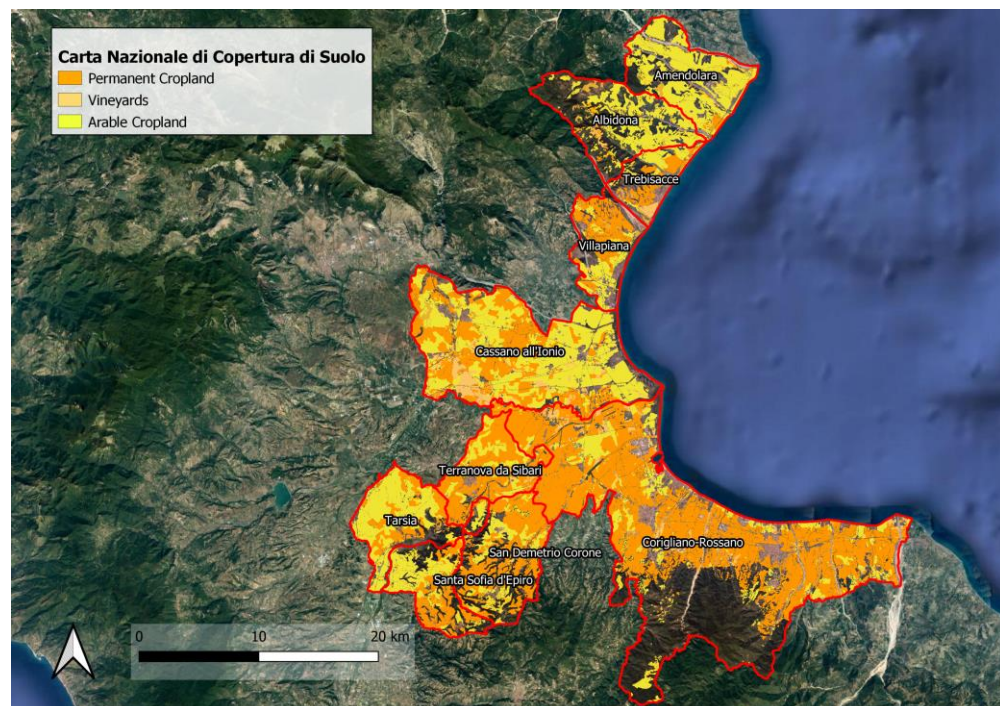 Carta Nazionale di Copertura di Suolo
Permanent Cropland
Vineyards
Arable Cropland
Amendolara
Albidona
Trebisacce
Villapiana
Cassano all'Ionio
Terranova da Sibari
Tarsia
San Demetrio Corone
Corigliano-Rossano
Santa Sofia d'Epiro
0 10 20 km